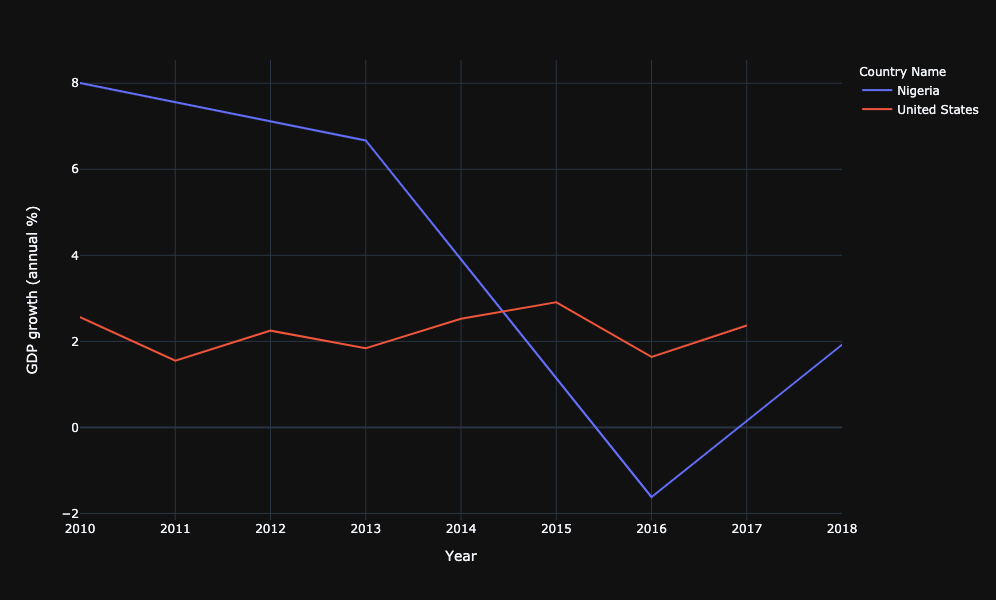 Country Name
Nigeria
United States
GDP growth (annual %)
8
6
4
2
0
−2
2010 2011 2012 2013 2014 2015 2016 2017 2018
Year